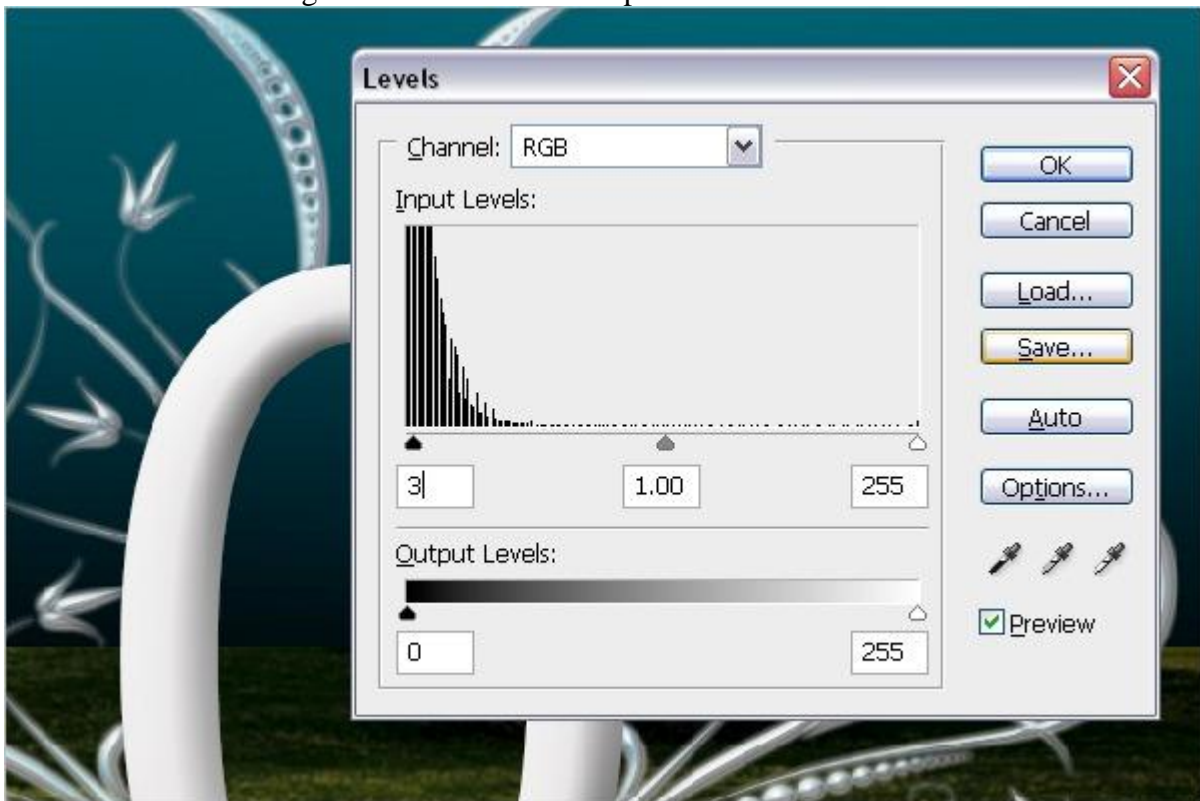 Levels
Channel: RGB
Input Levels:
3 1.00 255
Output Levels:
0 255
OK
Cancel
Load...
Save...
Auto
Options...
Preview